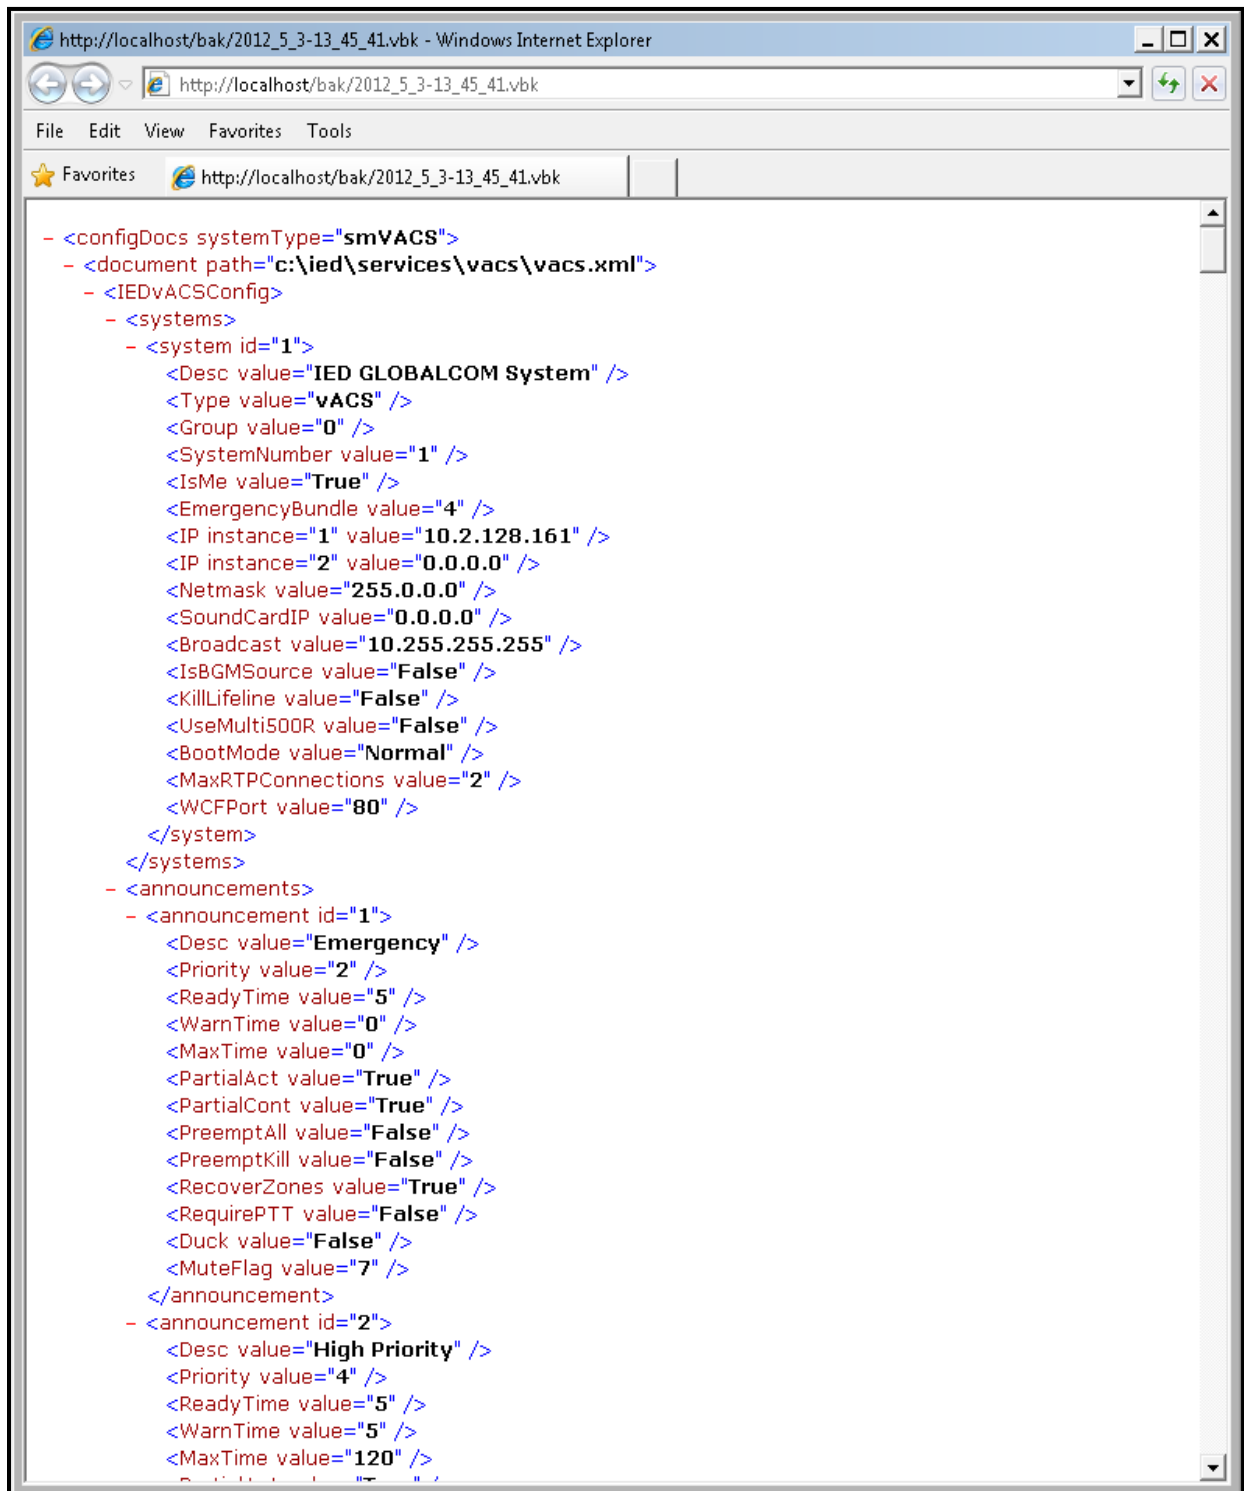 http://localhost/bak/2012_5_3-13_45_41.vbk - Windows Internet Explorer
http://localhost/bak/2012_5_3-13_45_41.vbk
File Edit View Favorites Tools
Favorites http://localhost/bak/2012_5_3-13_45_41.vbk
- <configDocs systemType="smVACS">
- <document path="c:\ied\services\vacs\vacs.xml">
- <IEDvACSConfig>
- <systems>
- <system id="1">
<Desc value="IED GLOBALCOM System" />
<Type value="vACS" />
<Group value="0" />
<SystemNumber value="1" />
<IsMe value="True" />
<EmergencyBundle value="4" />
<IP instance="1" value="10.2.128.161" />
<IP instance="2" value="0.0.0.0" />
<Netmask value="255.0.0.0" />
<SoundCardIP value="0.0.0.0" />
<Broadcast value="10.255.255.255" />
<IsBGMSource value="False" />
<KillLifeline value="False" />
<UseMulti500R value="False" />
<BootMode value="Normal" />
<MaxRTPConnections value="2" />
<WCFPort value="80" />
</system>
</systems>
- <announcements>
- <announcement id="1">
<Desc value="Emergency" />
<Priority value="2" />
<ReadyTime value="5" />
<WarnTime value="0" />
<MaxTime value="0" />
<PartialAct value="True" />
<PartialCont value="True" />
<PreemptAll value="False" />
<PreemptKill value="False" />
<RecoverZones value="True" />
<RequirePTT value="False" />
<Duck value="False" />
<MuteFlag value="7" />
</announcement>
- <announcement id="2">
<Desc value="High Priority" />
<Priority value="4" />
<ReadyTime value="5" />
<WarnTime value="5" />
<MaxTime value="120" />